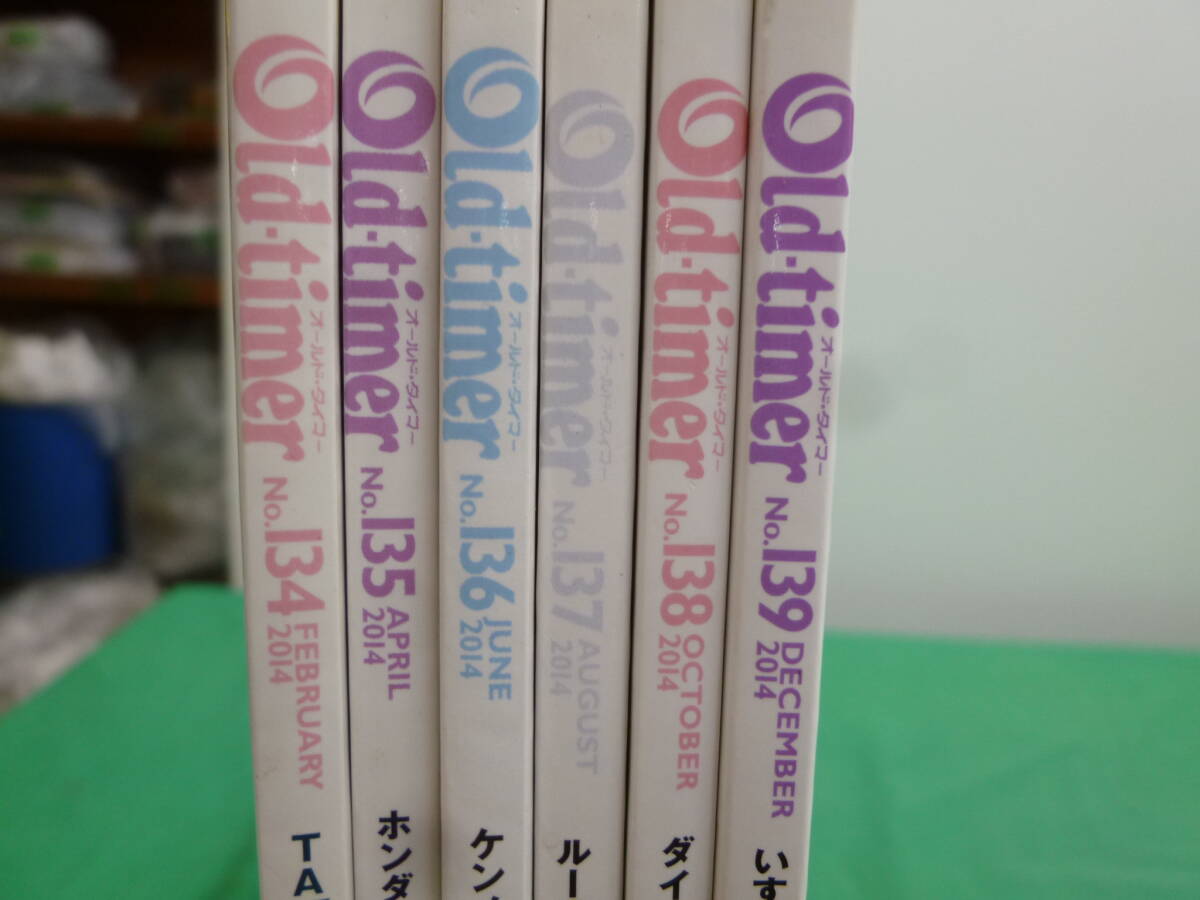 Old-timer
オールド・タイマー
No.134 FEBRUARY
2014
TA
Old-timer
オールド・タイマー
No.135 APRIL
2014
ホンダ
Old-timer
オールド・タイマー
No.136 JUNE
2014
ケン
Old-timer
オールド・タイマー
No.137 AUGUST
2014
ルー
Old-timer
オールド・タイマー
No.138 OCTOBER
2014
ダイ
Old-timer
オールド・タイマー
No.139 DECEMBER
2014
いす